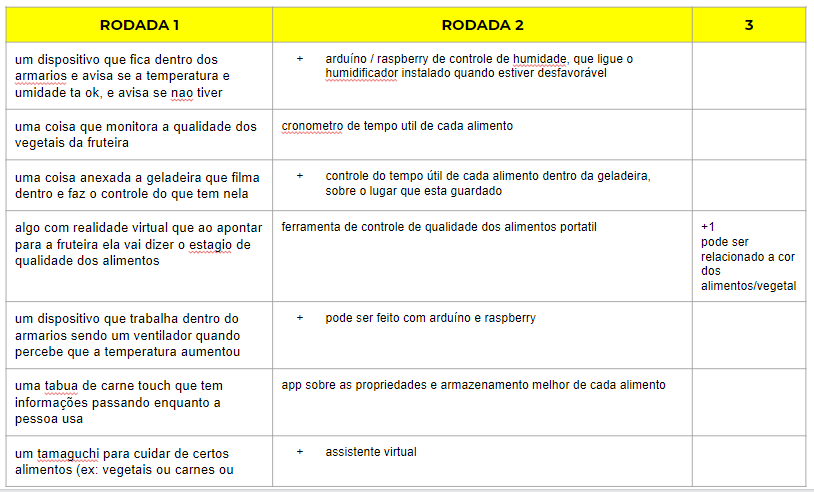 RODADA 1
RODADA 2
3
um dispositivo que fica dentro dos
armarios e avisa se a temperatura e
umidade ta ok, e avisa se nao tiver
+ arduíno / raspberry de controle de humidade, que ligue o
humidificador instalado quando estiver desfavorável
uma coisa que monitora a qualidade dos
vegetais da fruteira
cronometro de tempo util de cada alimento
uma coisa anexada a geladeira que filma
dentro e faz o controle do que tem nela
+ controle do tempo útil de cada alimento dentro da geladeira,
sobre o lugar que esta guardado
algo com realidade virtual que ao apontar
para a fruteira ela vai dizer o estagio de
qualidade dos alimentos
ferramenta de controle de qualidade dos alimentos portatil
+1
pode ser
relacionado a cor
dos
alimentos/vegetal
um dispositivo que trabalha dentro do
armarios sendo um ventilador quando
percebe que a temperatura aumentou
+ pode ser feito com arduíno e raspberry
uma tabua de carne touch que tem
informações passando enquanto a
pessoa usa
app sobre as propriedades e armazenamento melhor de cada alimento
um tamaguchi para cuidar de certos
alimentos (ex: vegetais ou carnes ou
+ assistente virtual